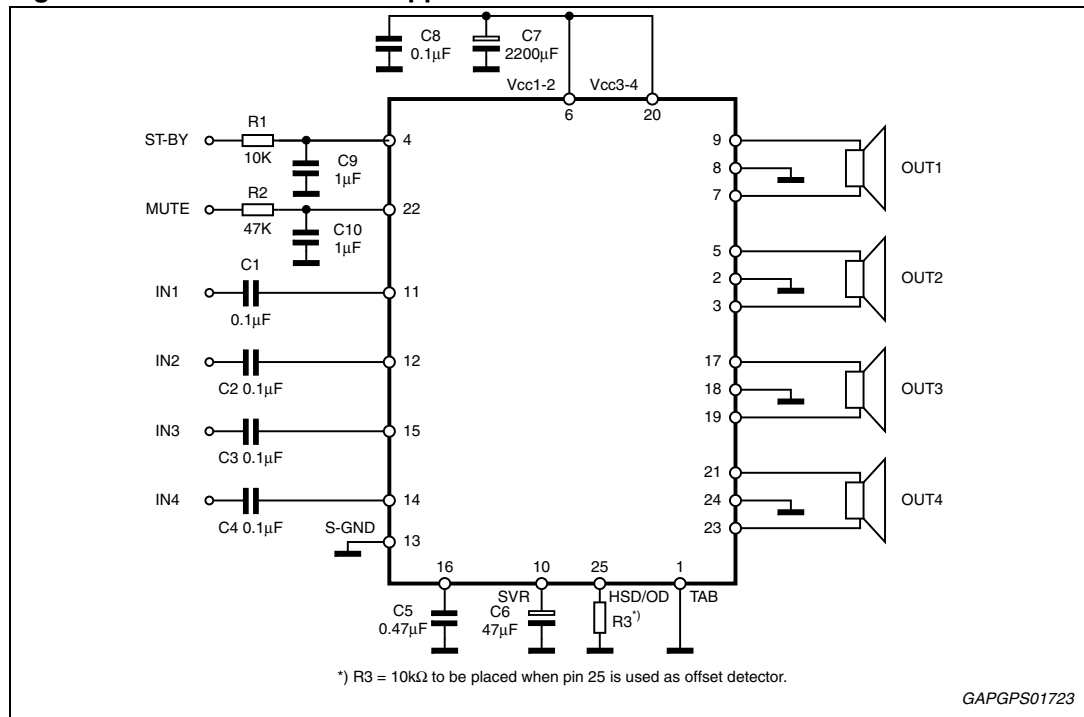 C8
0.1μF
C7
2200μF
Vcc1-2
Vcc3-4
6
20
ST-BY
R1
10K
C9
1μF
4
MUTE
R2
47K
C10
1μF
22
IN1
C1
0.1μF
11
IN2
C2 0.1μF
12
IN3
C3 0.1μF
15
IN4
C4 0.1μF
14
S-GND
13
9
8
7
OUT1
5
2
3
OUT2
17
18
19
OUT3
21
24
23
OUT4
16
10
25
1
SVR
HSD/OD
TAB
C5
0.47μF
C6
47μF
R3*)
*) R3 = 10kΩ to be placed when pin 25 is used as offset detector.
GAPGPS01723